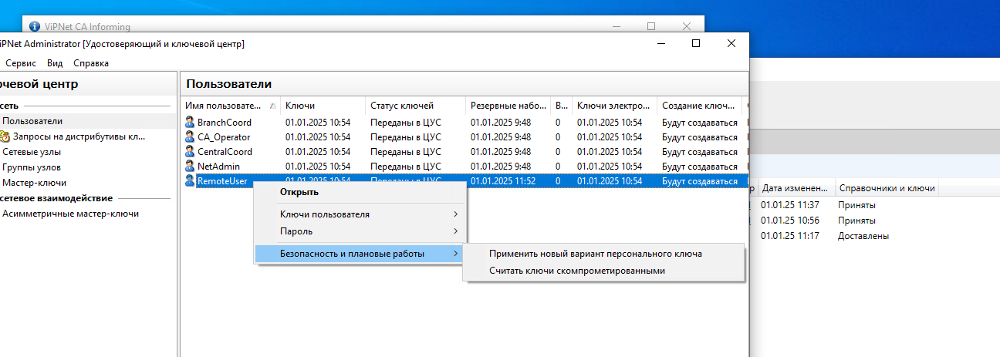 ViPNet CA Informing
iPNet Administrator [Удостоверяющий и ключевой центр]
Сервис Вид Справка
чевой центр Пользователи
сеть
Имя пользовате... Ключи Статус ключей Резервные набо... В... Ключи электро... Создание ключ...
Пользователи
BranchCoord 01.01.2025 10:54 Переданы в ЦУС 01.01.2025 9:48 0 01.01.2025 10:54 Будут создаваться
Запросы на дистрибутивы кл...
CA_Operator 01.01.2025 10:54 Переданы в ЦУС 01.01.2025 9:48 0 01.01.2025 10:54 Будут создаваться
Сетевые узлы
CentralCoord 01.01.2025 10:54 Переданы в ЦУС 01.01.2025 9:48 0 01.01.2025 10:54 Будут создаваться
Группы узлов
NetAdmin 01.01.2025 10:54 Переданы в ЦУС 01.01.2025 9:48 0 01.01.2025 10:54 Будут создаваться
Мастер-ключи
RemoteUser 01.01.2025 10:54 Переданы в ЦУС 01.01.2025 11:52 0 01.01.2025 10:54 Будут создаваться
сетевое взаимодействие
Асимметричные мастер-ключи
Открыть
Ключи пользователя
Пароль
Безопасность и плановые работы
Применить новый вариант персонального ключа
Считать ключи скомпрометированными
р Дата изменен... Справочники и ключи
01.01.25 11:37 Приняты
01.01.25 10:56 Приняты
01.01.25 11:17 Доставлены